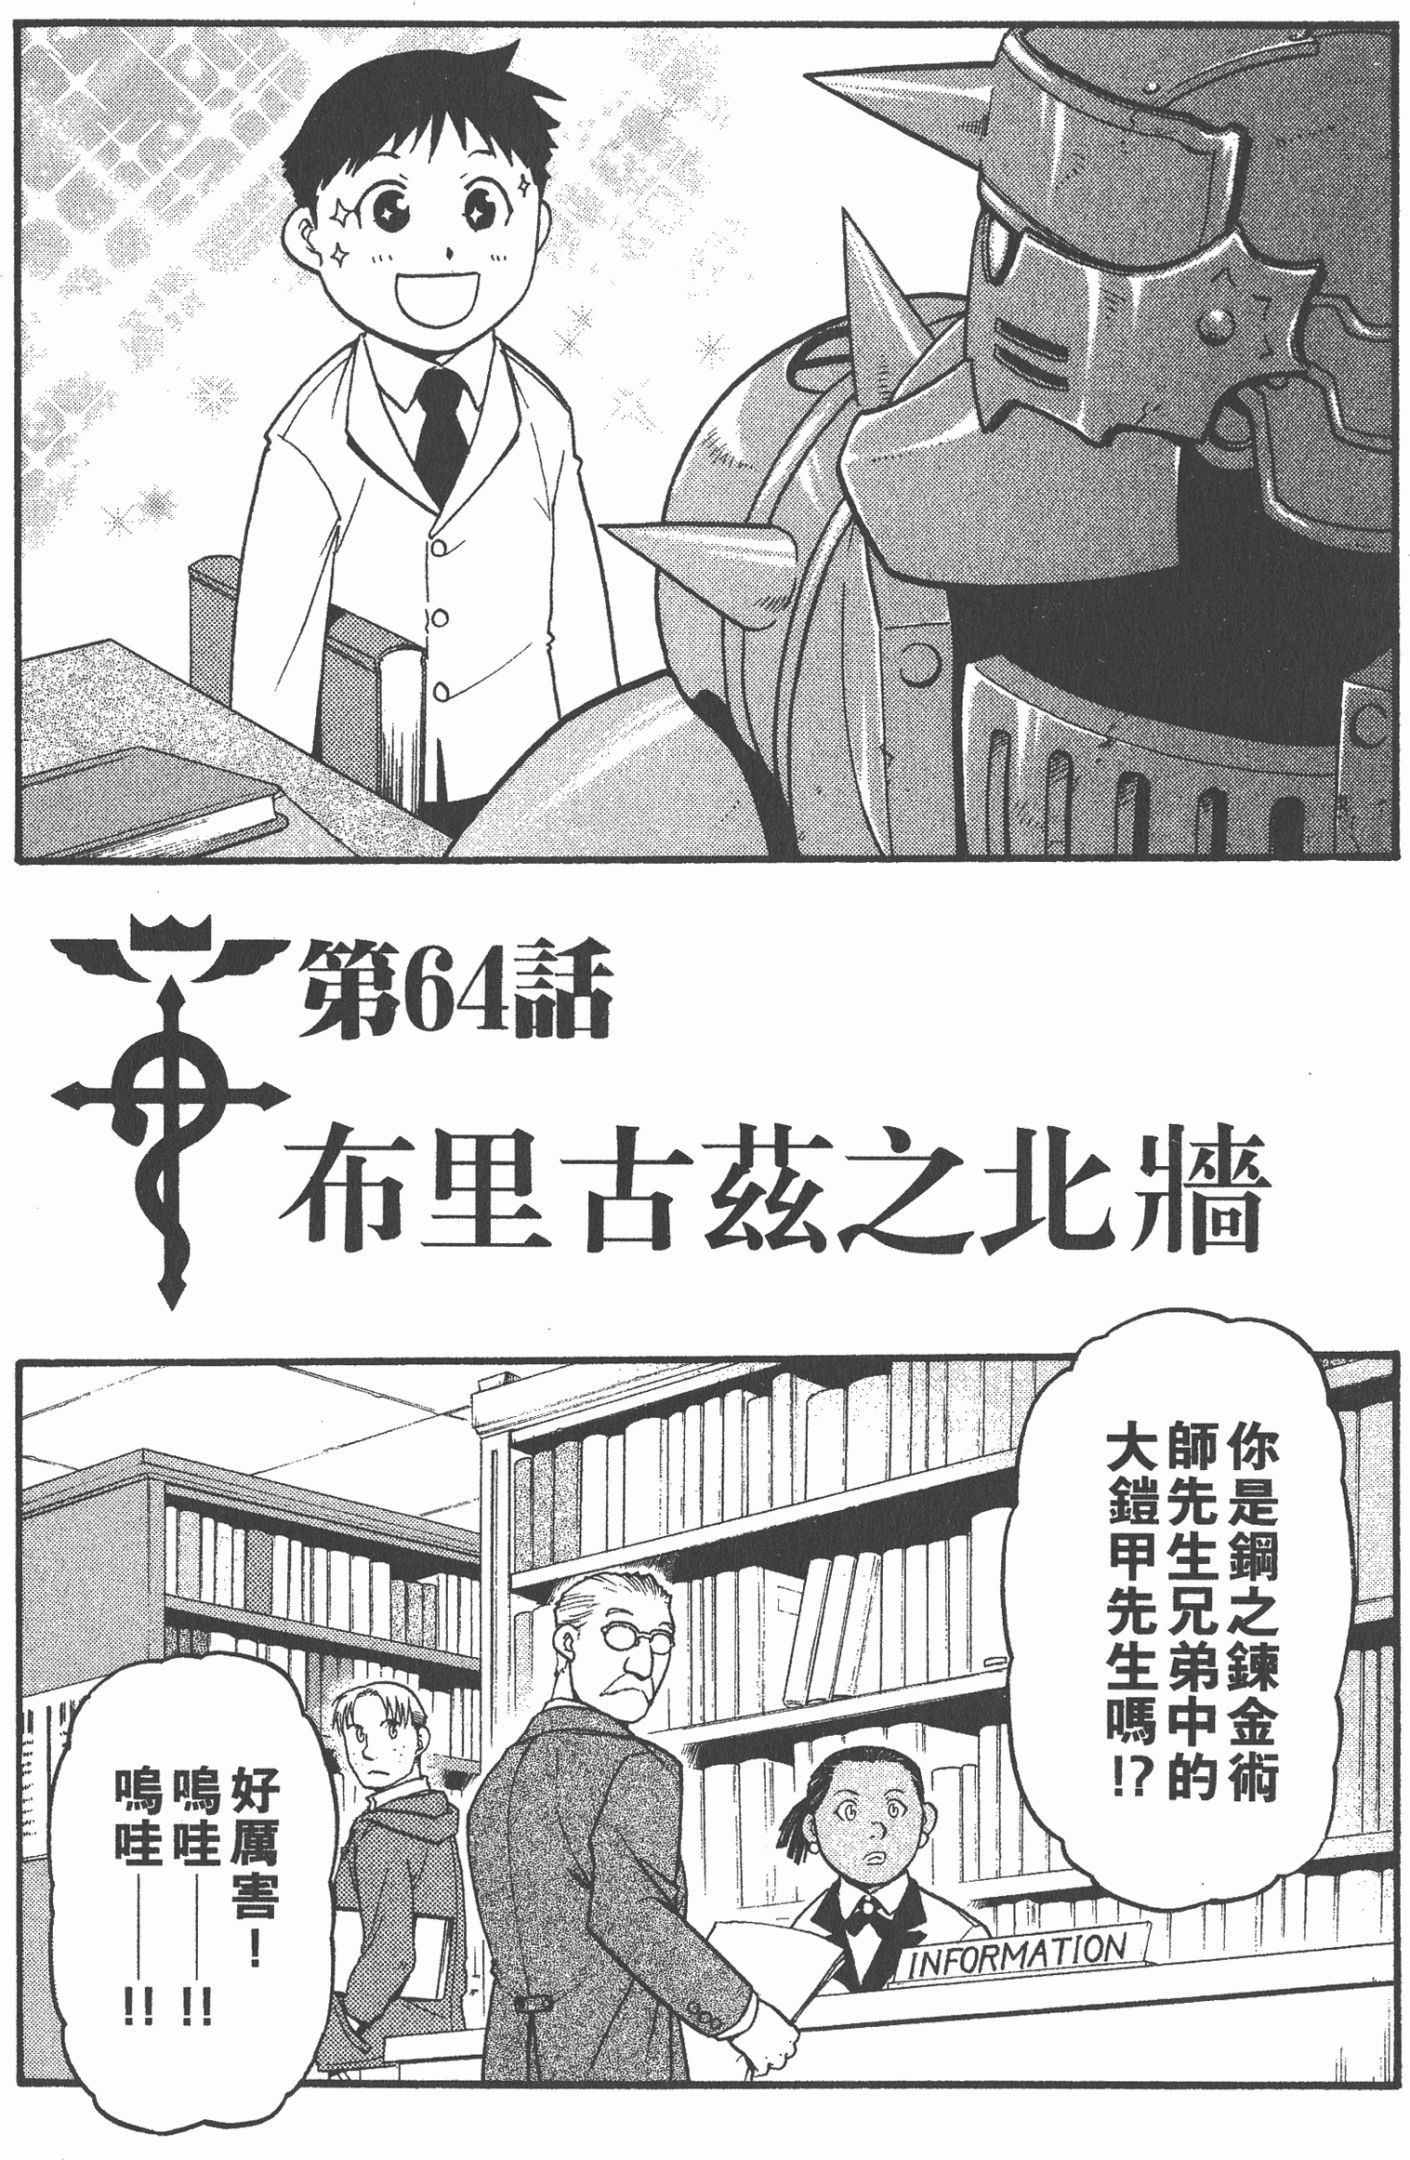 第64話
布里古茲之北牆
你是鋼之鍊金術
師先生兄弟中的
大鎧甲先生嗎!?
好厲害！
嗚哇——!!
嗚哇——!!
INFORMATION